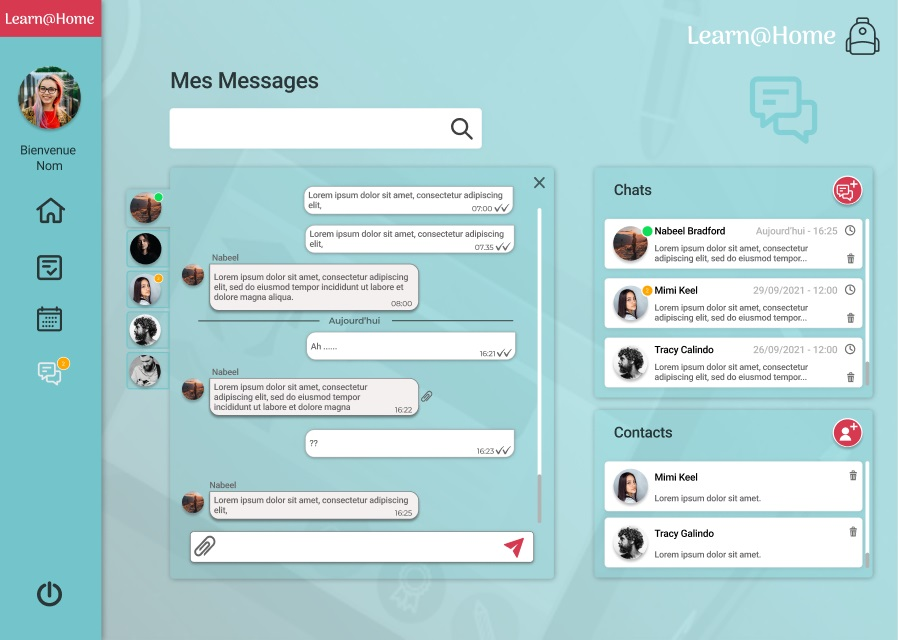 Learn@Home
Bienvenue
Nom
Learn@Home
Mes Messages
Lorem ipsum dolor sit amet, consectetur adipiscing
elit,
07:00
Lorem ipsum dolor sit amet, consectetur adipiscing
elit,
07.35
Nabeel
Lorem ipsum dolor sit amet, consectetur adipiscing
elit, sed do eiusmod tempor incididunt ut labore et
dolore magna aliqua.
08:00
Aujourd'hui
Ah ......
16:21
Nabeel
Lorem ipsum dolor sit amet, consectetur
adipiscing elit, sed do eiusmod tempor
incididunt ut labore et dolore magna
16:22
??
16:23
Nabeel
Lorem ipsum dolor sit amet, consectetur adipiscing
elit,
16:25
Chats
Nabeel Bradford
Aujourd'hui - 16:25
Lorem ipsum dolor sit amet, consectetur
adipiscing elit, sed do eiusmod tempor...
Mimi Keel
29/09/2021 - 12:00
Lorem ipsum dolor sit amet, consectetur
adipiscing elit, sed do eiusmod tempor...
Tracy Calindo
26/09/2021 - 12:00
Lorem ipsum dolor sit amet, consectetur
adipiscing elit, sed do eiusmod tempor...
Contacts
Mimi Keel
Lorem ipsum dolor sit amet.
Tracy Galindo
Lorem ipsum dolor sit amet.